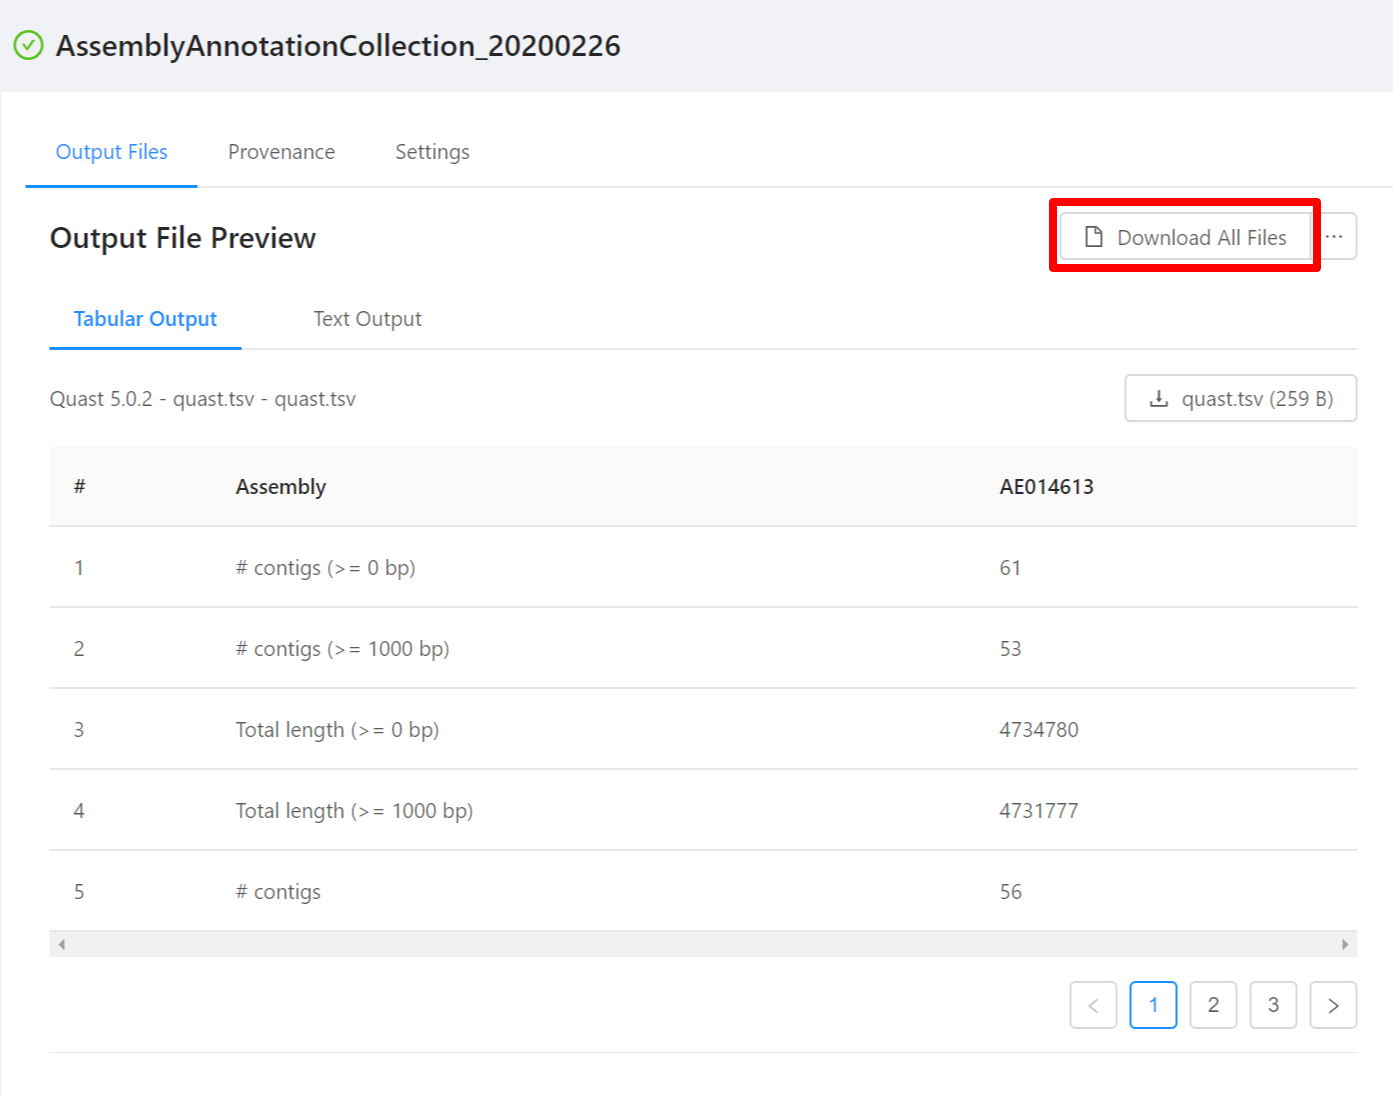 AssemblyAnnotationCollection_20200226
Output Files Provenance Settings
Output File Preview Download All Files ...
Tabular Output Text Output
Quast 5.0.2 - quast.tsv - quast.tsv quast.tsv (259 B)
# Assembly AE014613
1 # contigs (>= 0 bp) 61
2 # contigs (>= 1000 bp) 53
3 Total length (>= 0 bp) 4734780
4 Total length (>= 1000 bp) 4731777
5 # contigs 56
< 1 2 3 >